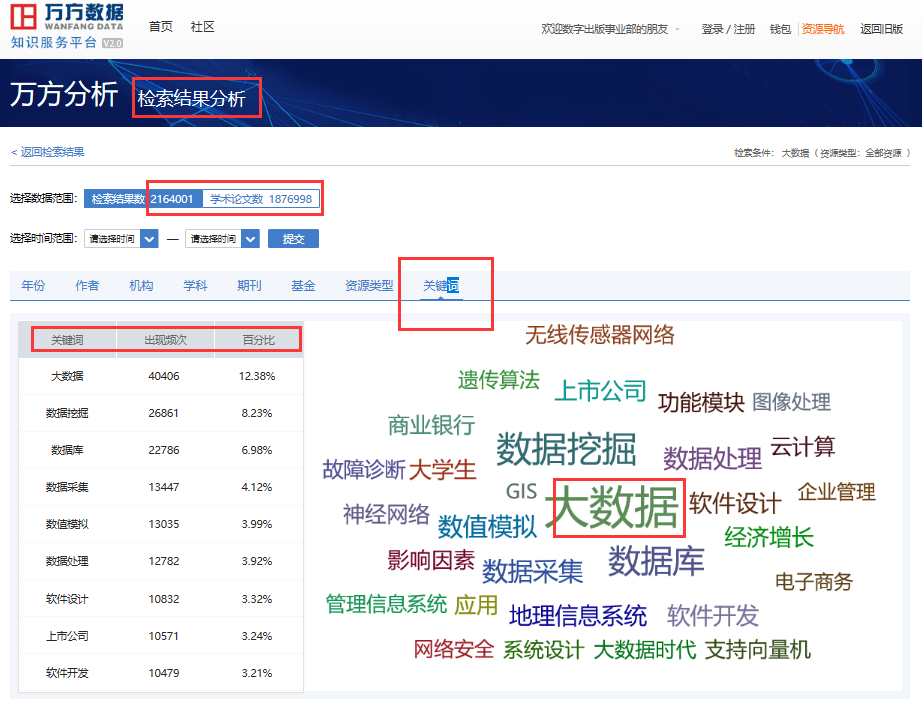 万方数据
WANFANG DATA
知识服务平台 V2.0
首页 社区
欢迎数字出版事业部的朋友 登录 / 注册 钱包 资源导航 返回旧版
万方分析 检索结果分析
< 返回检索结果
检索条件: 大数据 ( 资源类型: 全部资源 )
选择数据范围: 检索结果数 2164001 学术论文数 1876998
选择时间范围: 请选择时间 — 请选择时间 提交
年份 作者 机构 学科 期刊 基金 资源类型 关键词
关键词 出现频次 百分比
大数据 40406 12.38%
数据挖掘 26861 8.23%
数据库 22786 6.98%
数据采集 13447 4.12%
数值模拟 13035 3.99%
数据处理 12782 3.92%
软件设计 10832 3.32%
上市公司 10571 3.24%
软件开发 10479 3.21%
无线传感器网络
遗传算法 上市公司 功能模块 图像处理
商业银行 数据挖掘 数据处理 云计算
故障诊断 大学生
GIS 大数据 软件设计 企业管理
神经网络 数值模拟 经济增长
影响因素 数据采集 数据库 电子商务
管理信息系统 应用 地理信息系统 软件开发
网络安全 系统设计 大数据时代 支持向量机